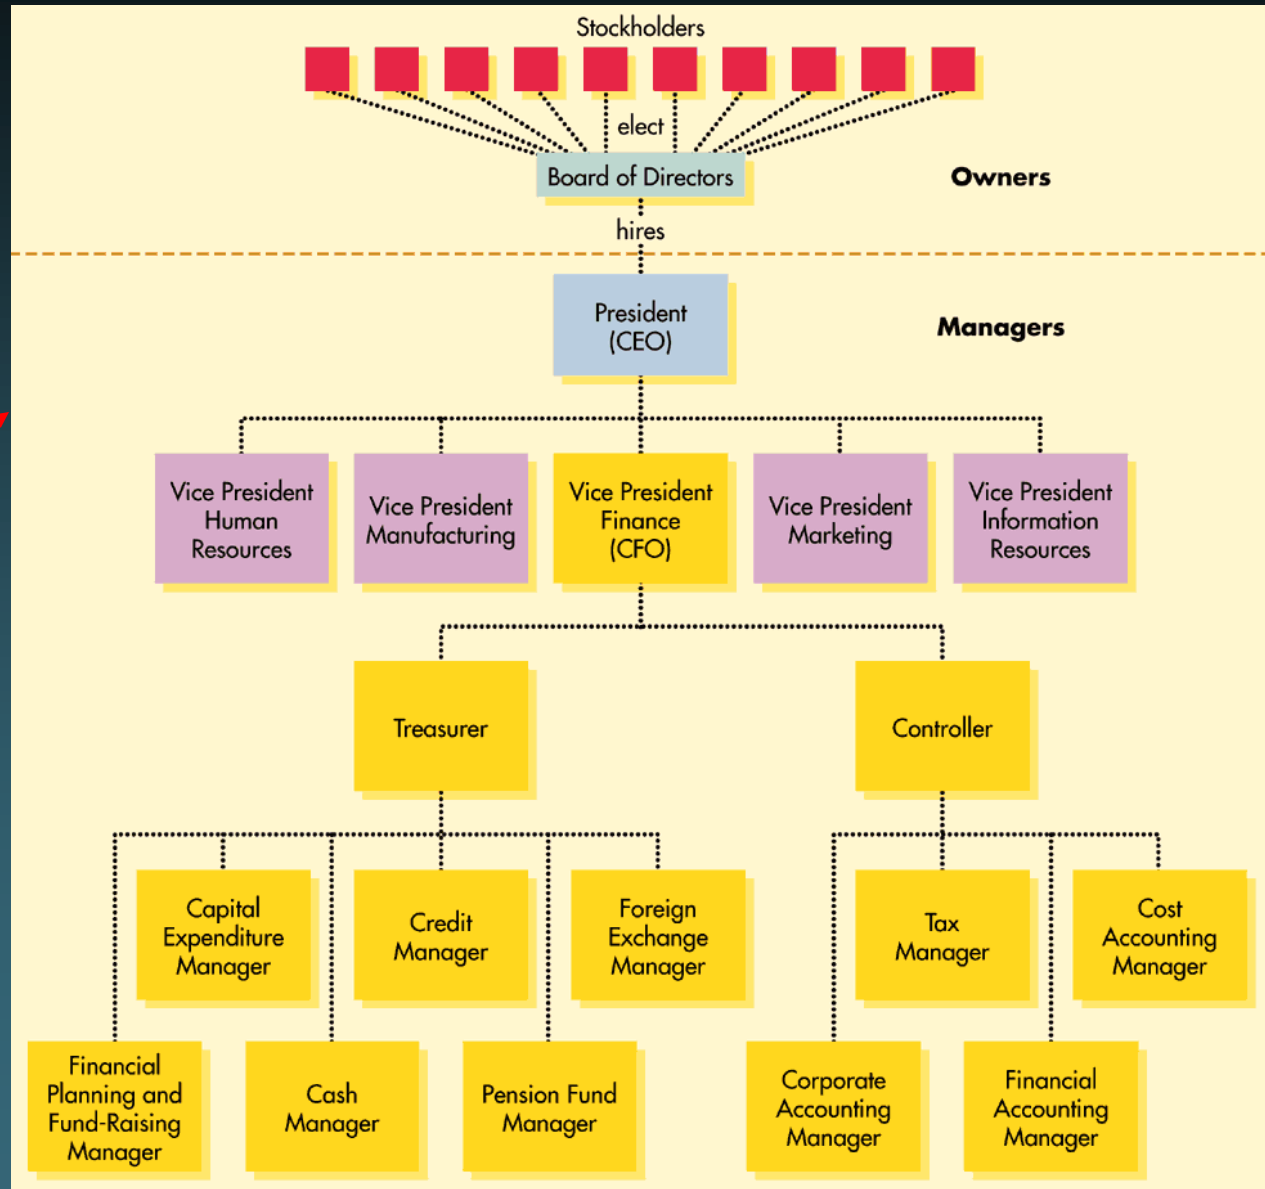 Stockholders
elect
Board of Directors
Owners
hires
President
(CEO)
Managers
Vice President
Human
Resources
Vice President
Manufacturing
Vice President
Finance
(CFO)
Vice President
Marketing
Vice President
Information
Resources
Treasurer
Controller
Capital
Expenditure
Manager
Credit
Manager
Foreign
Exchange
Manager
Tax
Manager
Cost
Accounting
Manager
Financial
Planning and
Fund-Raising
Manager
Cash
Manager
Pension Fund
Manager
Corporate
Accounting
Manager
Financial
Accounting
Manager